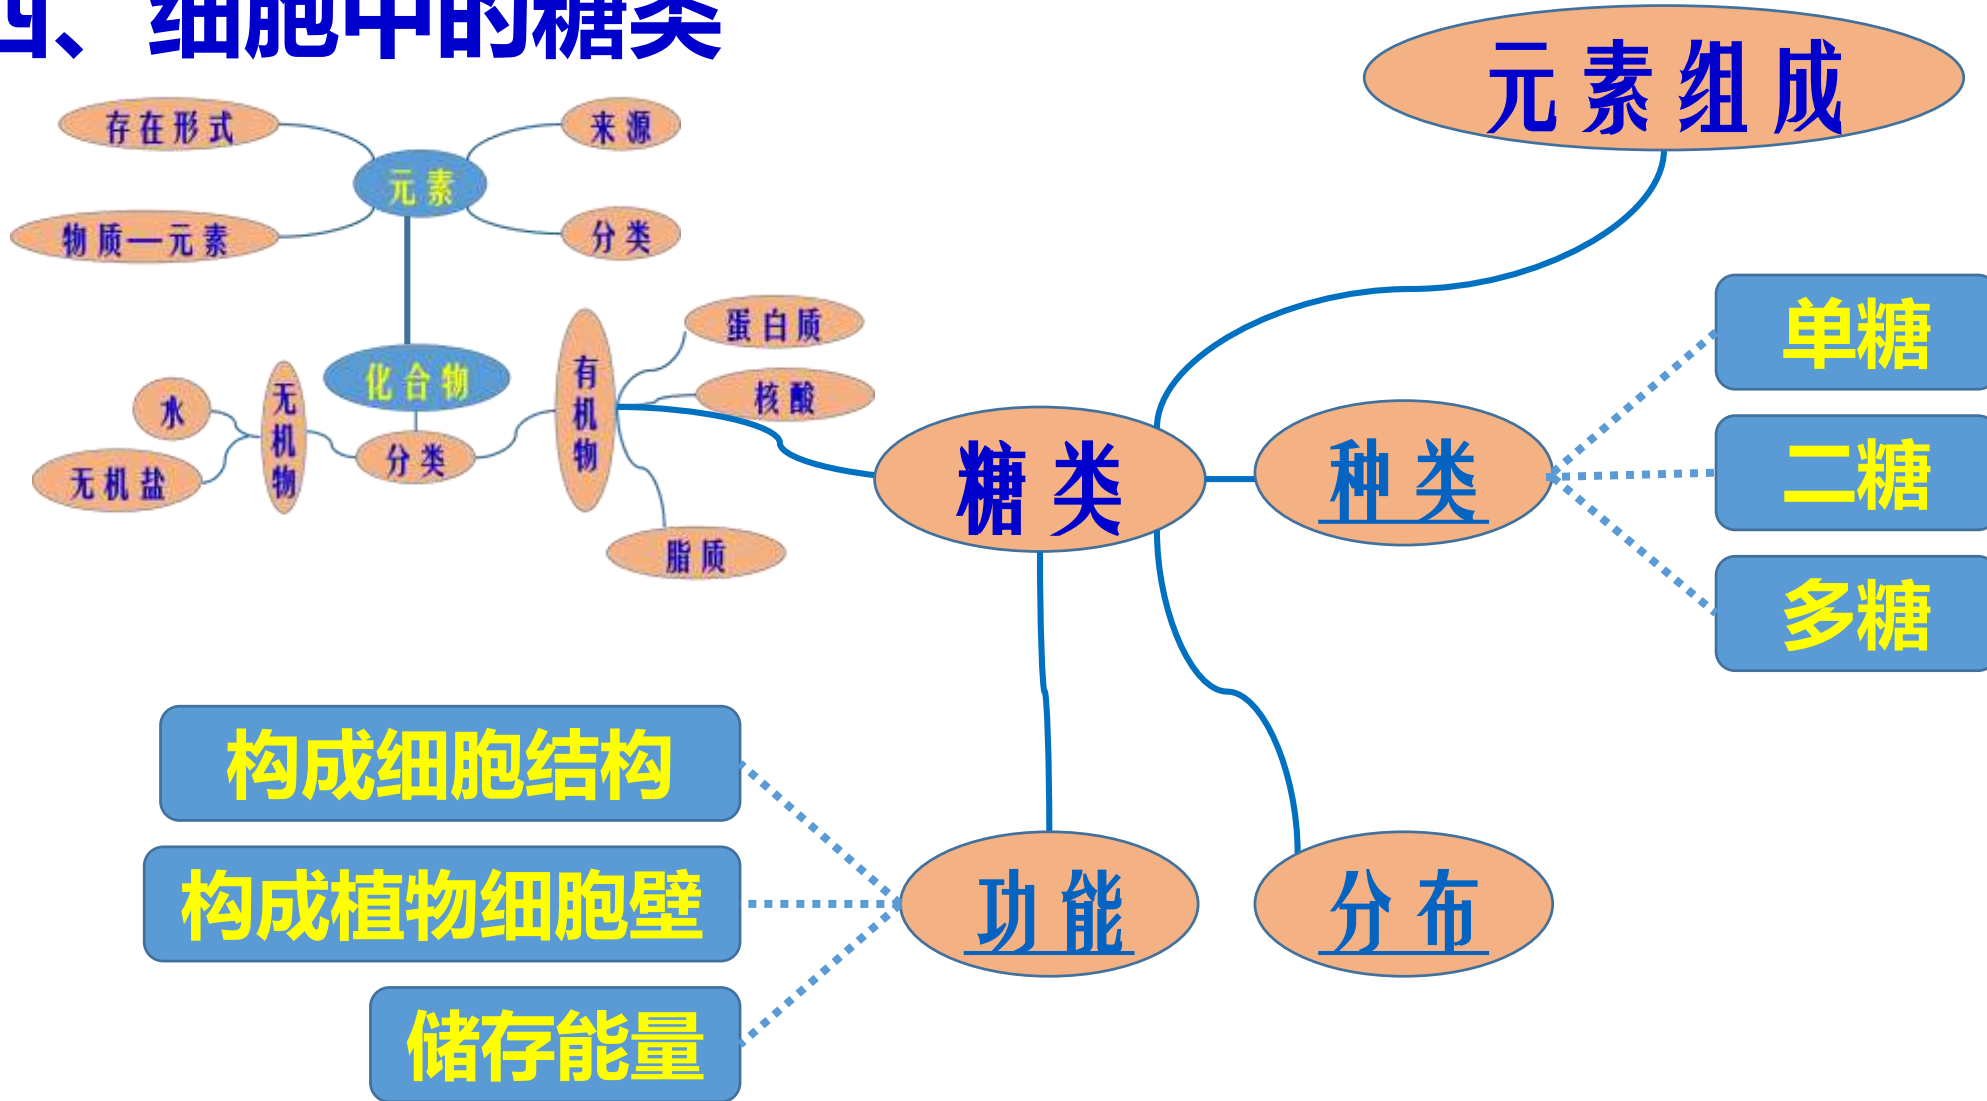 四、细胞中的糖类
元素组成
存在形式
来源
元素
物质—元素
分类
蛋白质
核酸
化合物
有机物
无机物
水
分类
无机盐
脂质
糖类
种类
单糖
二糖
多糖
构成细胞结构
构成植物细胞壁
储存能量
功能
分布